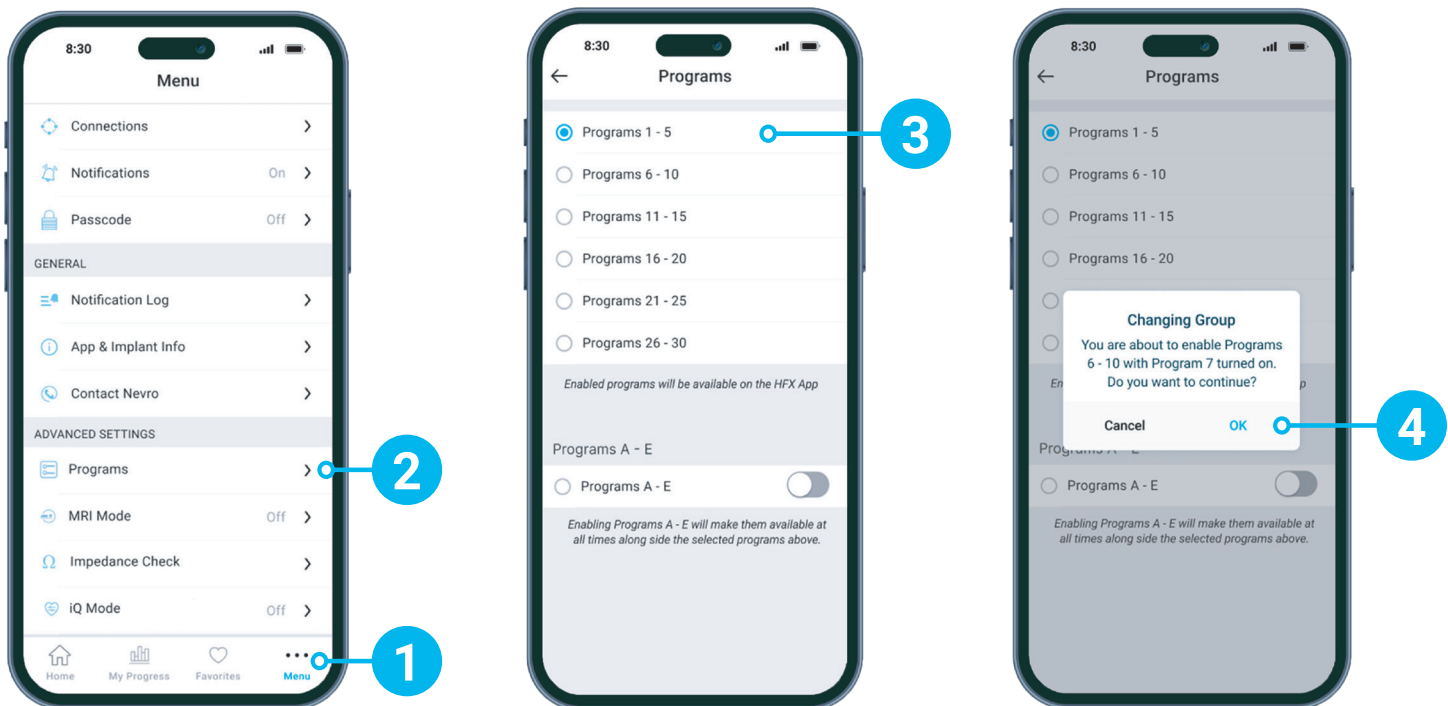 8:30
Menu
Connections
Notifications On
Passcode Off
GENERAL
Notification Log
App & Implant Info
Contact Nevro
ADVANCED SETTINGS
Programs
2
MRI Mode Off
Impedance Check
iQ Mode Off
Home My Progress Favorites Menu
1
8:30
Programs
Programs 1 - 5
3
Programs 6 - 10
Programs 11 - 15
Programs 16 - 20
Programs 21 - 25
Programs 26 - 30
Enabled programs will be available on the HFX App
Programs A - E
Programs A - E
Enabling Programs A - E will make them available at
all times along side the selected programs above.
8:30
Programs
Programs 1 - 5
Programs 6 - 10
Programs 11 - 15
Programs 16 - 20
Changing Group
You are about to enable Programs
6 - 10 with Program 7 turned on.
Do you want to continue?
En p
Cancel OK
4
Programs A - E
Programs A - E
Enabling Programs A - E will make them available at
all times along side the selected programs above.